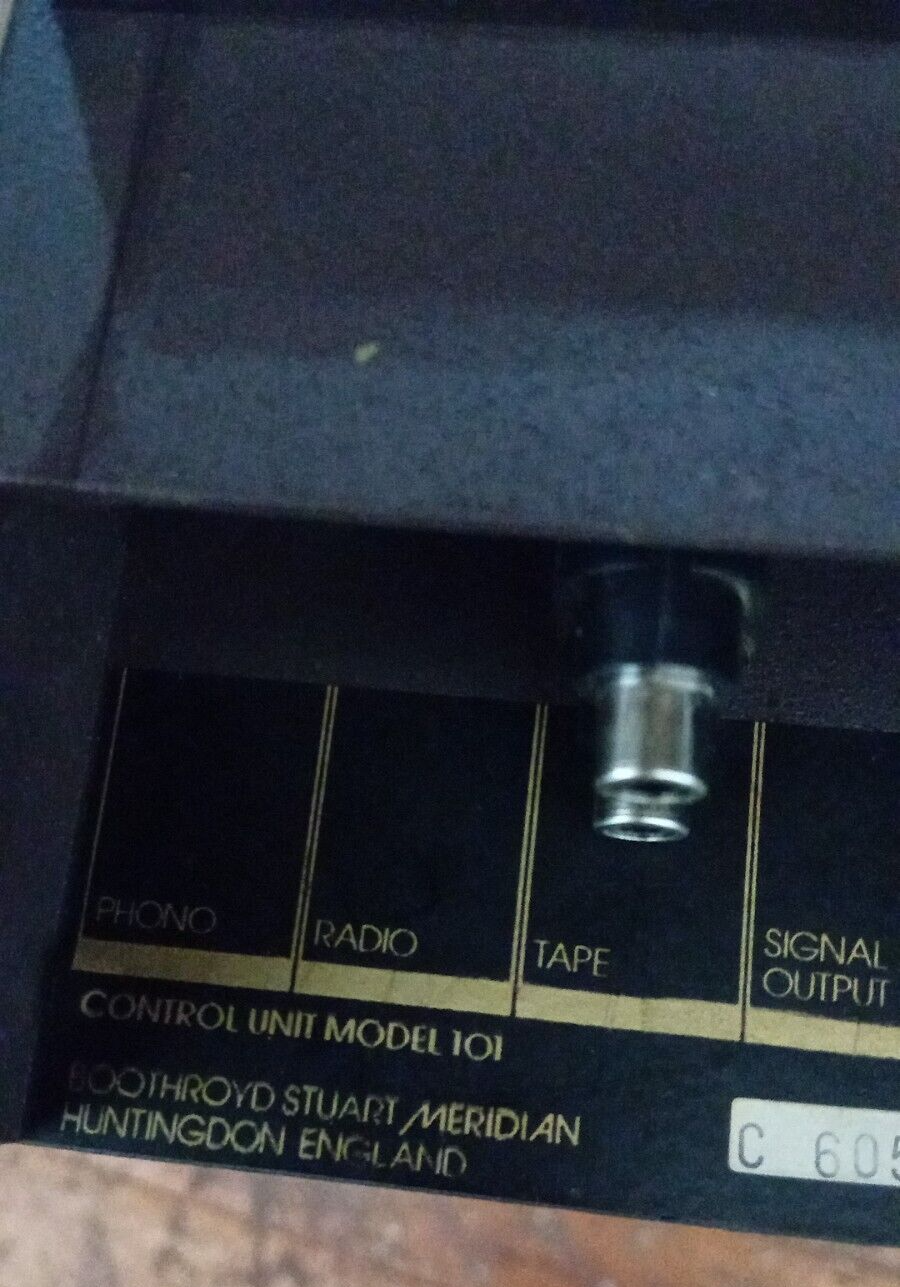 PHONO
RADIO
TAPE
SIGNAL
OUTPUT
CONTROL UNIT MODEL 101
BOOTHROYD STUART MERIDIAN
HUNTINGDON ENGLAND
C 605